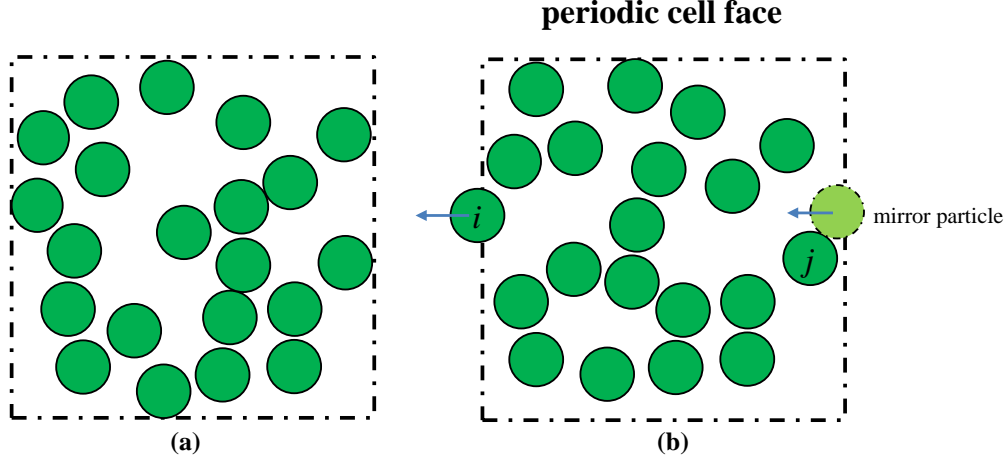 periodic cell face
i
j
mirror particle
(a)
(b)